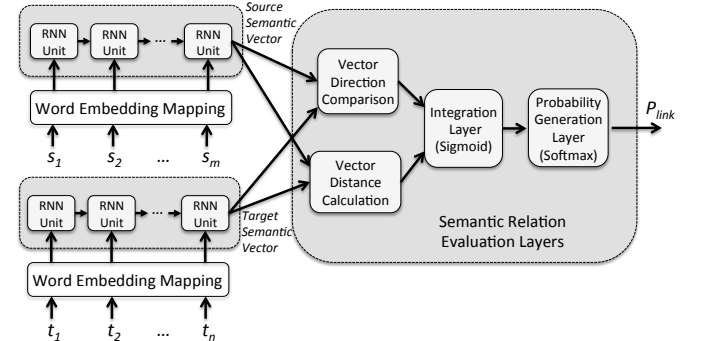 Source
Semantic
Vector
RNN
Unit
RNN
Unit
...
RNN
Unit
Word Embedding Mapping
s1
s2
...
sm
RNN
Unit
RNN
Unit
...
RNN
Unit
Target
Semantic
Vector
Word Embedding Mapping
t1
t2
...
tn
Vector
Direction
Comparison
Vector
Distance
Calculation
Integration
Layer
(Sigmoid)
Probability
Generation
Layer
(Softmax)
Plink
Semantic Relation
Evaluation Layers